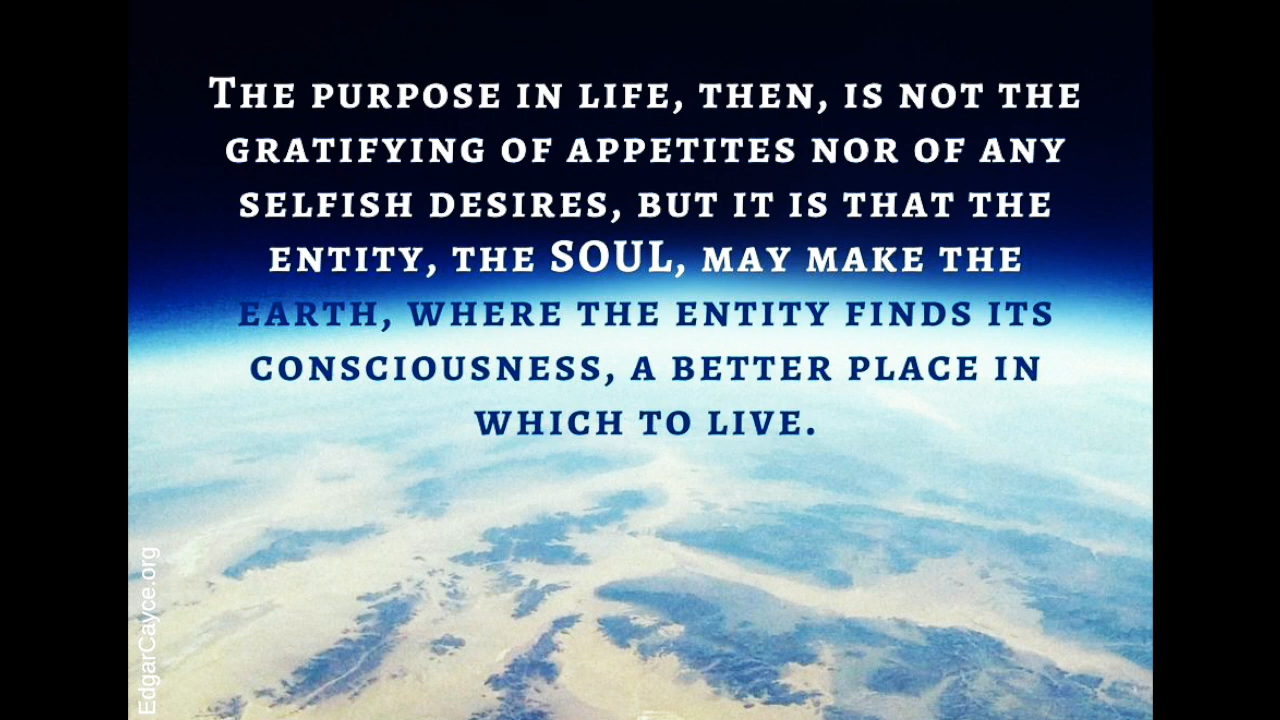 The purpose in life, then, is not the
gratifying of appetites nor of any
selfish desires, but it is that the
entity, the SOUL, may make the
earth, where the entity finds its
consciousness, a better place in
which to live.
EdgarCayce.org